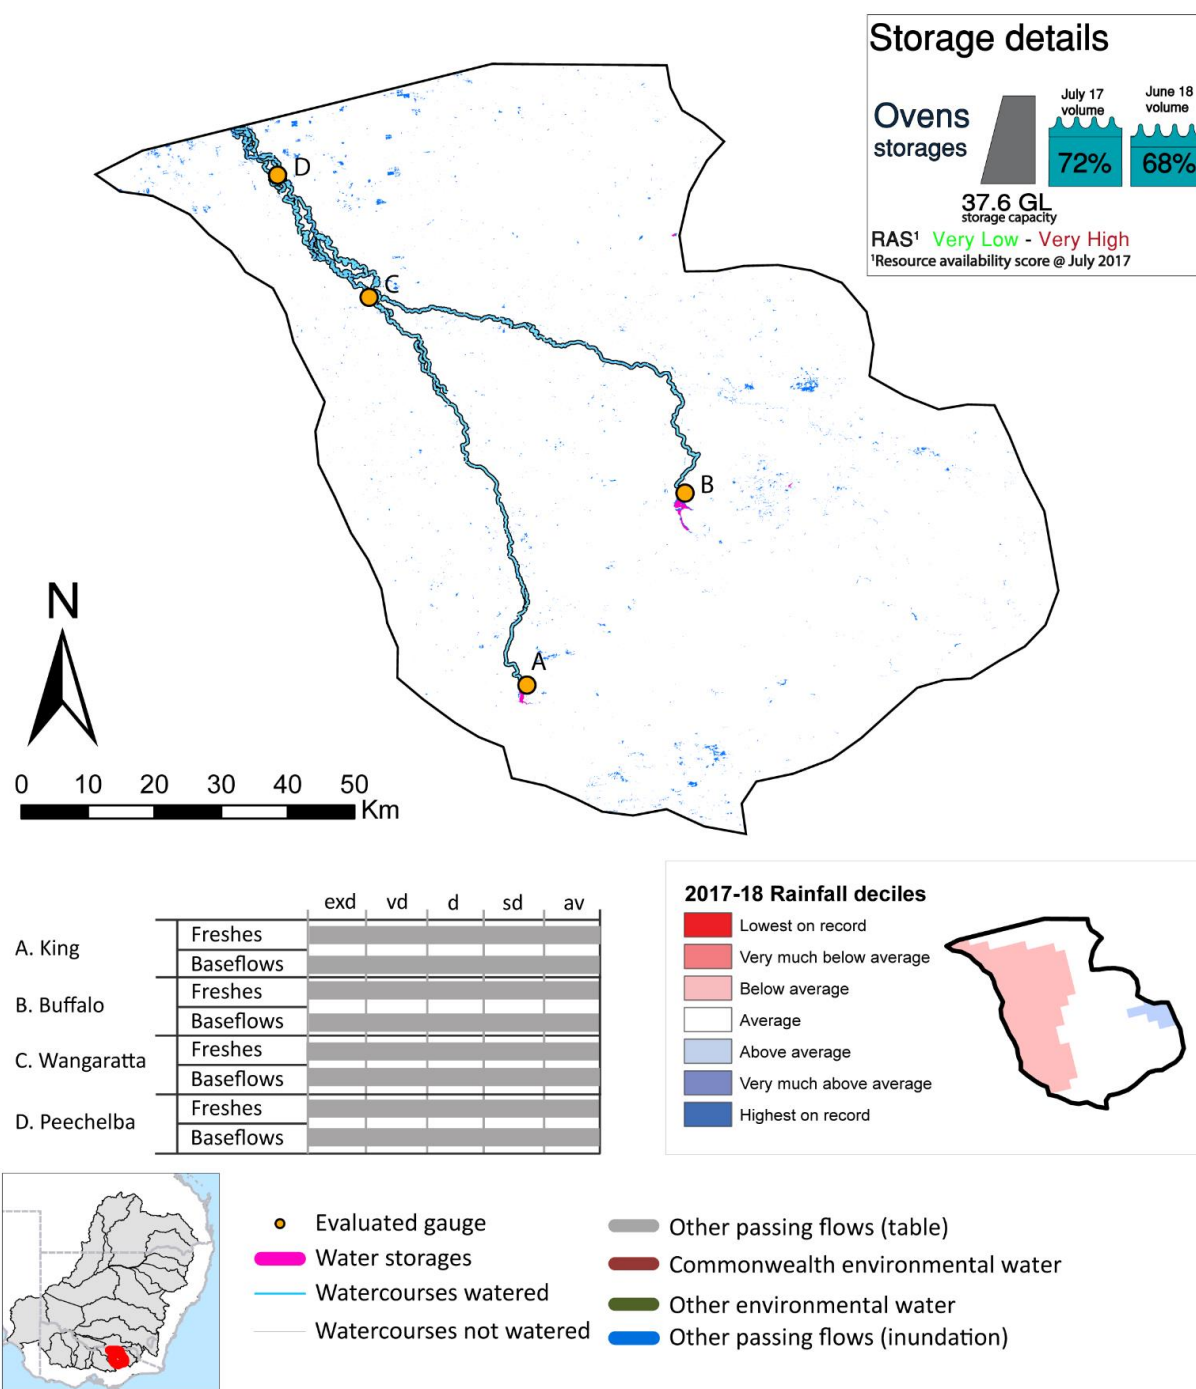 Storage details
Ovens
storages
July 17
volume
June 18
volume
72%
68%
37.6 GL
storage capacity
RAS¹ Very Low - Very High
¹Resource availability score @ July 2017
D
C
B
A
N
0 10 20 30 40 50
Km
exd vd d sd av
A. King
Freshes
Baseflows
B. Buffalo
Freshes
Baseflows
C. Wangaratta
Freshes
Baseflows
D. Peechelba
Freshes
Baseflows
2017-18 Rainfall deciles
Lowest on record
Very much below average
Below average
Average
Above average
Very much above average
Highest on record
Evaluated gauge
Water storages
Watercourses watered
Watercourses not watered
Other passing flows (table)
Commonwealth environmental water
Other environmental water
Other passing flows (inundation)